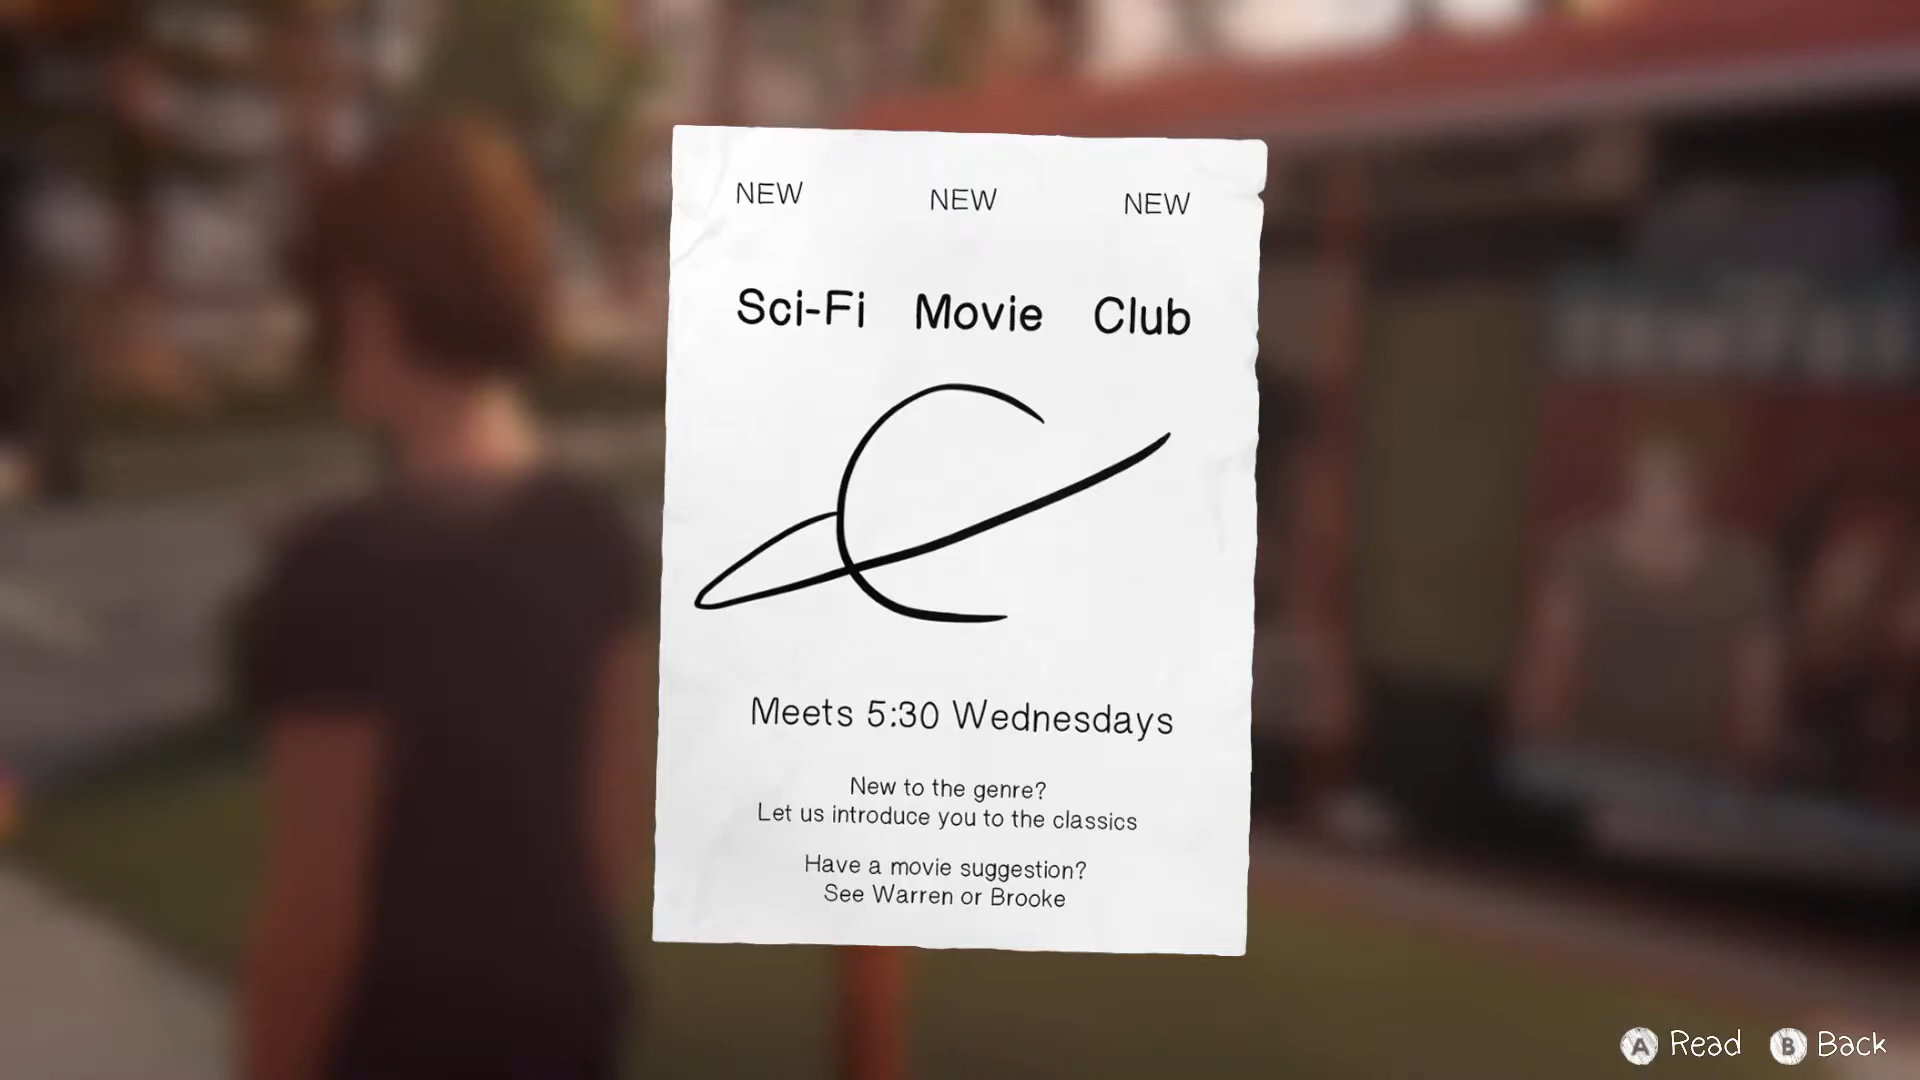 NEW NEW NEW
Sci-Fi Movie Club
Meets 5:30 Wednesdays
New to the genre?
Let us introduce you to the classics
Have a movie suggestion?
See Warren or Brooke
A Read B Back